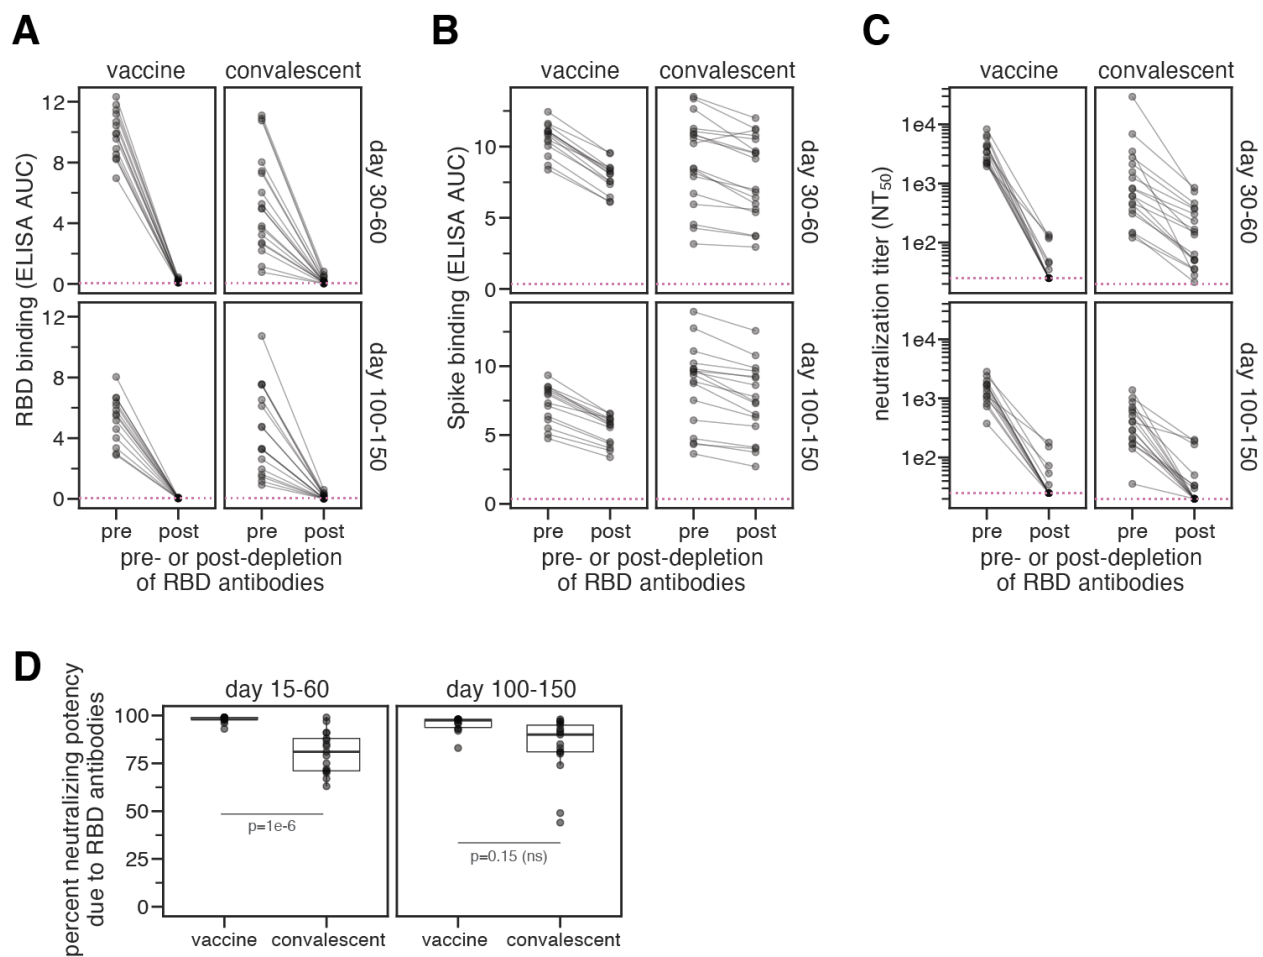 A
vaccine convalescent
RBD binding (ELISA AUC)
12
8
4
0
day 30-60
12
8
4
0
day 100-150
pre post pre post
pre- or post-depletion
of RBD antibodies
B
vaccine convalescent
Spike binding (ELISA AUC)
10
5
0
day 30-60
10
5
0
day 100-150
pre post pre post
pre- or post-depletion
of RBD antibodies
C
vaccine convalescent
neutralization titer (NT50)
1e4
1e3
1e2
day 30-60
1e4
1e3
1e2
day 100-150
pre post pre post
pre- or post-depletion
of RBD antibodies
D
percent neutralizing potency
due to RBD antibodies
day 15-60 day 100-150
100
75
50
25
0
p=1e-6
p=0.15 (ns)
vaccine convalescent vaccine convalescent